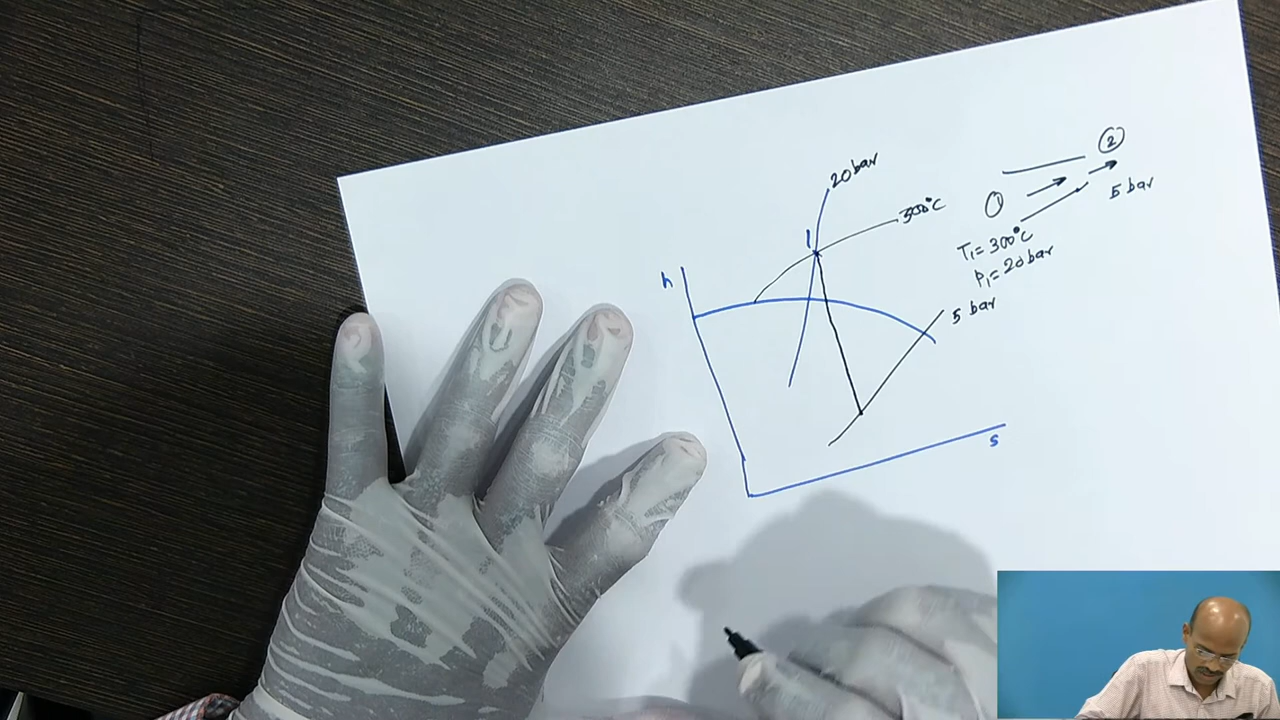 20 bar
300°C
1
h
5 bar
s
②
①
5 bar
T₁=300°C
P₁=20 bar